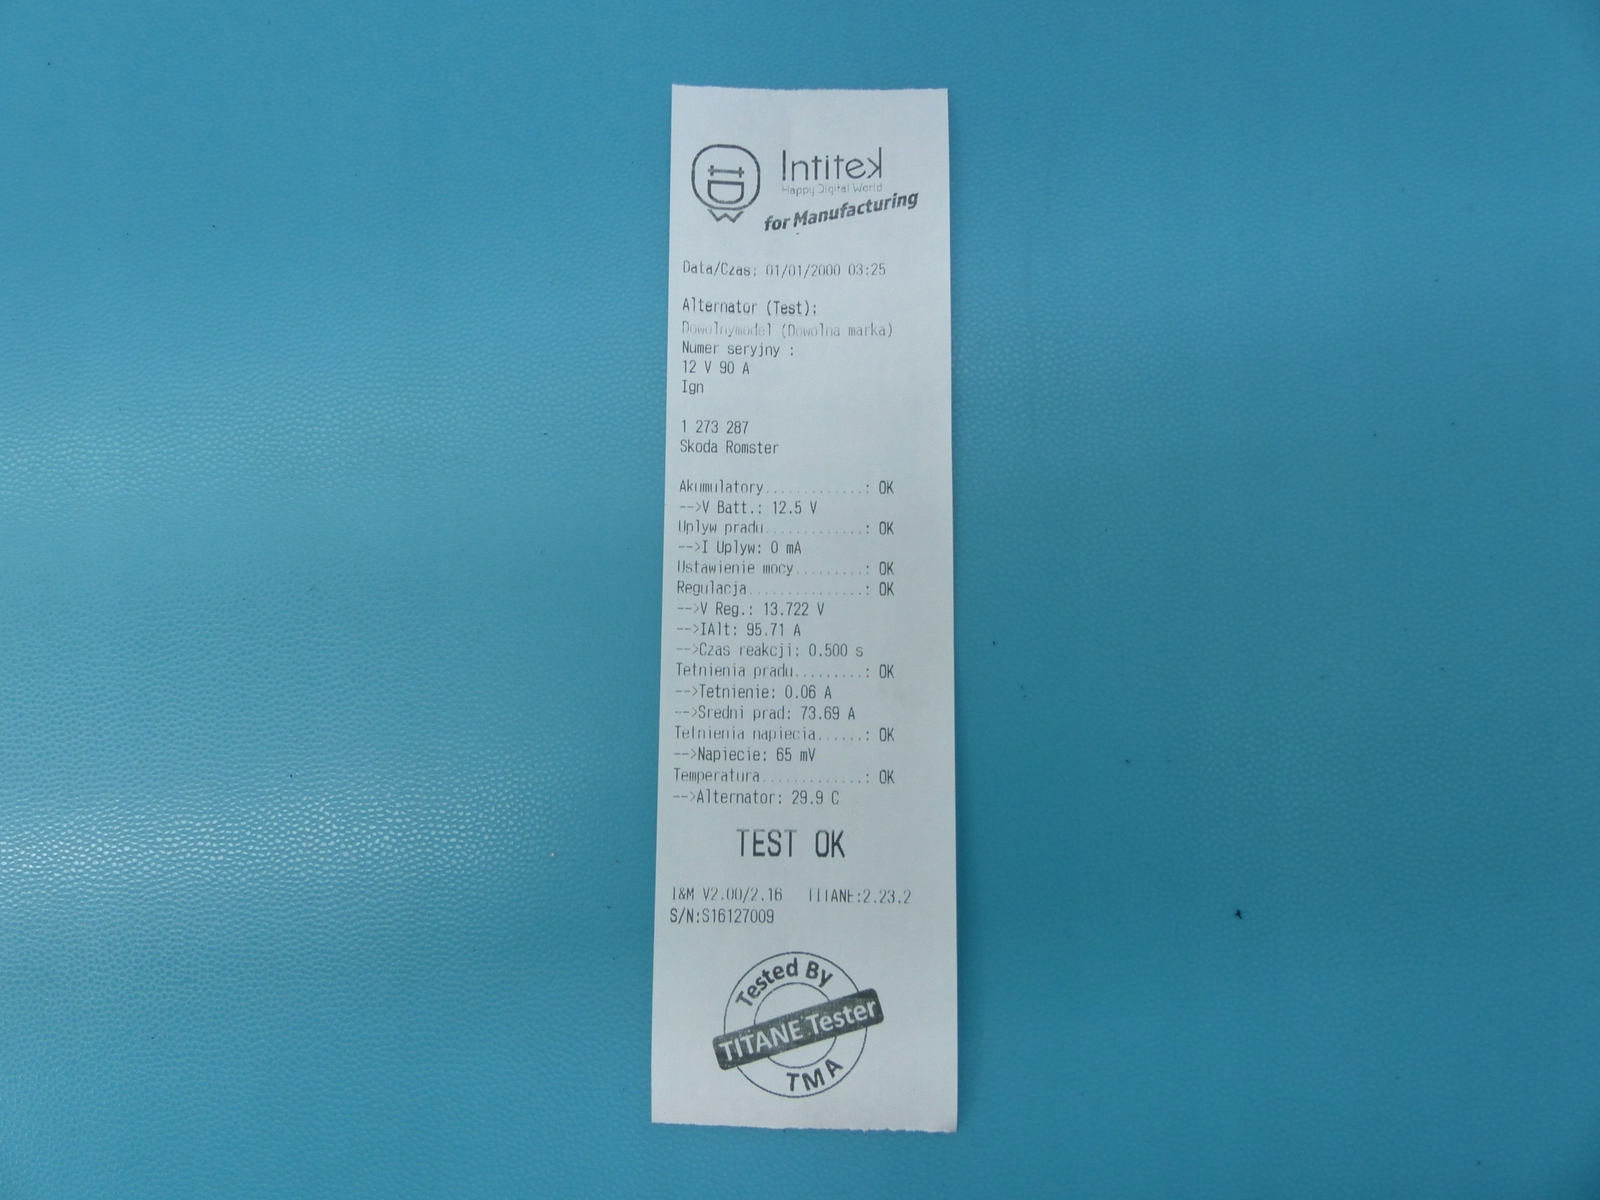 Intitek
Happy Digital World
for Manufacturing
Data/Czas: 01/01/2000 03:25
Alternator (Test):
Dowolnymodel (Dowolna marka)
Numer seryjny :
12 V 90 A
Ign
1 273 287
Skoda Romster
Akumulatory.............: OK
-->V Batt.: 12.5 V
Uplyw pradu.............: OK
-->I Uplyw: 0 mA
Ustawienie mocy.........: OK
Regulacja...............: OK
-->V Reg.: 13.722 V
-->IAlt: 95.71 A
-->Czas reakcji: 0.500 s
Tetnienia pradu.........: OK
-->Tetnienie: 0.06 A
-->Sredni prad: 73.69 A
Tetnienia napiecia......: OK
-->Napiecie: 65 mV
Temperatura.............: OK
-->Alternator: 29.9 C
TEST OK
I&M V2.00/2.16 TITANE:2.23.2
S/N:S16127009
Tested By
TITANE Tester
TMA